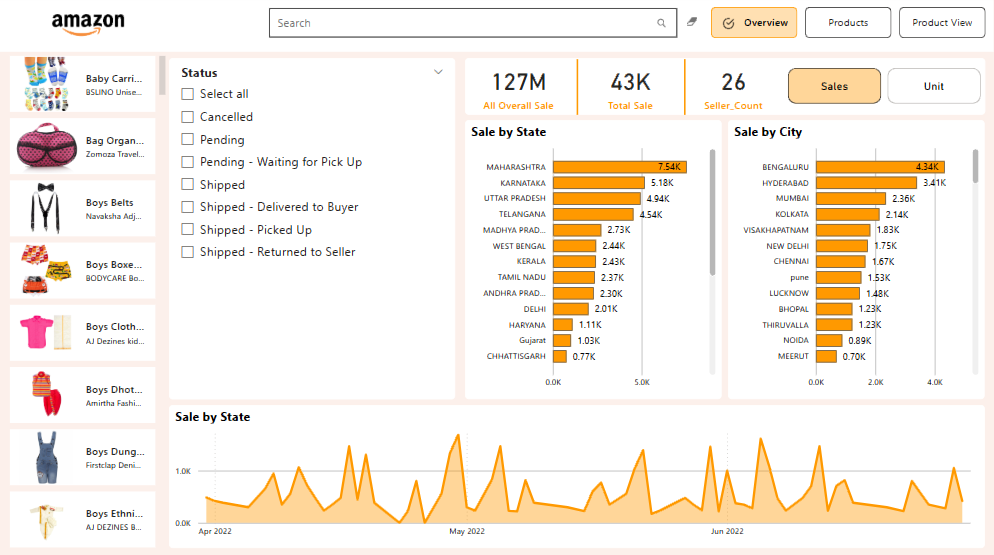 amazon
Search
Overview
Products
Product View
Baby Carri...
BSLINO Unise...
Bag Organ...
Zomoza Travel...
Boys Belts
Navaksha Adj...
Boys Boxe...
BODYCARE Bo...
Boys Cloth...
AJ Dezines kid...
Boys Dhot...
Amirtha Fashi...
Boys Dung...
Firstclap Deni...
Boys Ethni...
AJ DEZINES B...
Status
Select all
Cancelled
Pending
Pending - Waiting for Pick Up
Shipped
Shipped - Delivered to Buyer
Shipped - Picked Up
Shipped - Returned to Seller
127M
All Overall Sale
43K
Total Sale
26
Seller_Count
Sales
Unit
Sale by State
MAHARASHTRA 7.54K
KARNATAKA 5.18K
UTTAR PRADESH 4.94K
TELANGANA 4.54K
MADHYA PRAD... 2.73K
WEST BENGAL 2.44K
KERALA 2.43K
TAMIL NADU 2.37K
ANDHRA PRAD... 2.30K
DELHI 2.01K
HARYANA 1.11K
Gujarat 1.03K
CHHATTISGARH 0.77K
0.0K 5.0K
Sale by City
BENGALURU 4.34K
HYDERABAD 3.41K
MUMBAI 2.36K
KOLKATA 2.14K
VISAKHAPATNAM 1.83K
NEW DELHI 1.75K
CHENNAI 1.67K
pune 1.53K
LUCKNOW 1.48K
BHOPAL 1.23K
THIRUVALLA 1.23K
NOIDA 0.89K
MEERUT 0.70K
0.0K 2.0K 4.0K
Sale by State
1.0K
0.0K
Apr 2022 May 2022 Jun 2022